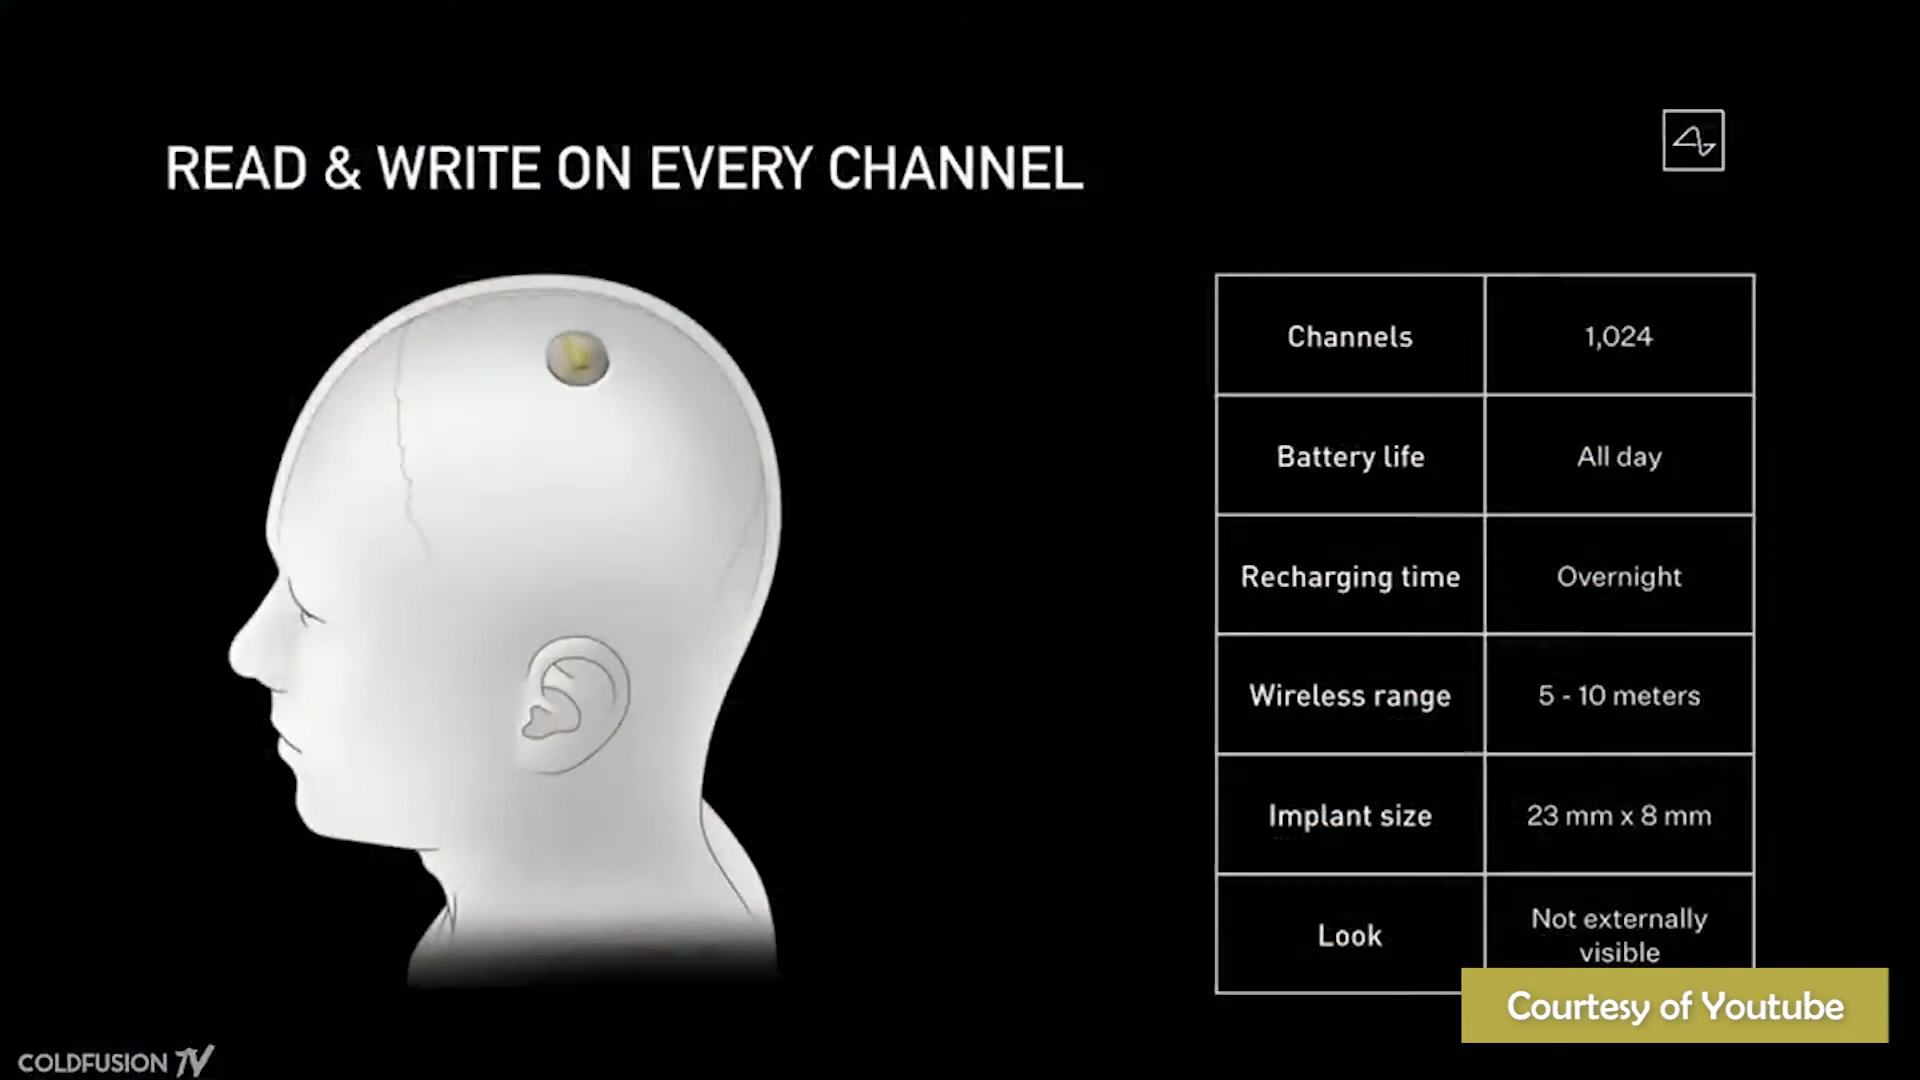 READ & WRITE ON EVERY CHANNEL
Channels 1,024
Battery life All day
Recharging time Overnight
Wireless range 5 - 10 meters
Implant size 23 mm x 8 mm
Look Not externally
visible
Courtesy of Youtube
COLDFUSION TV